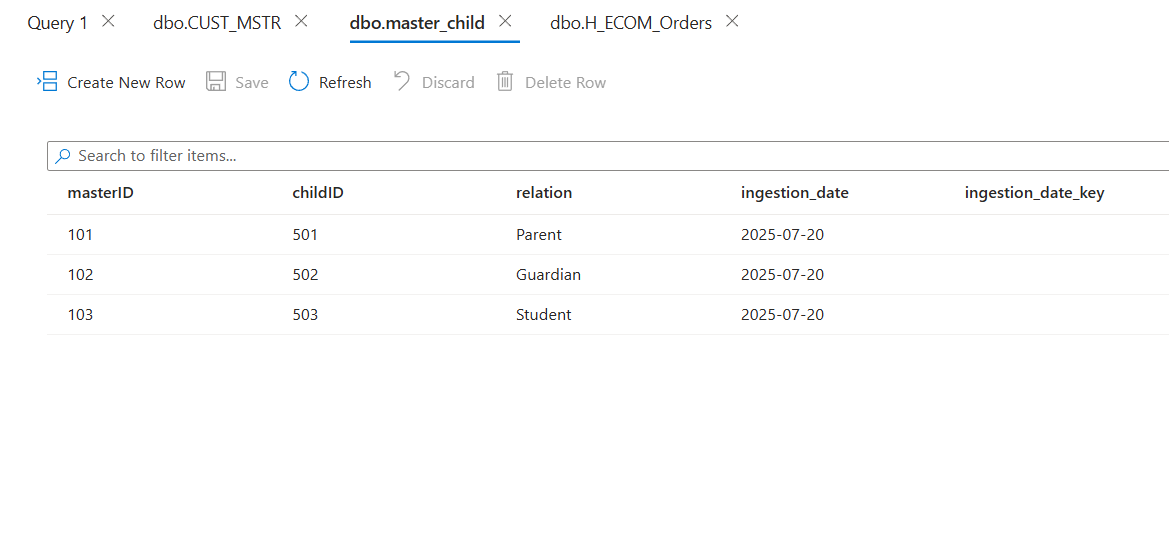 Query 1 dbo.CUST_MSTR dbo.master_child dbo.H_ECOM_Orders
Create New Row Save Refresh Discard Delete Row
Search to filter items...
masterID childID relation ingestion_date ingestion_date_key
101 501 Parent 2025-07-20
102 502 Guardian 2025-07-20
103 503 Student 2025-07-20